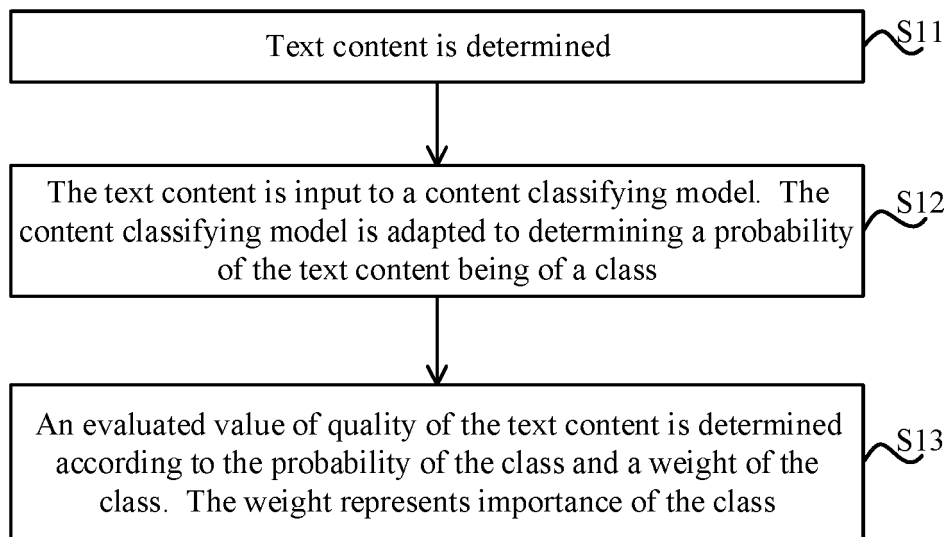 Text content is determined
S11
The text content is input to a content classifying model.  The
content classifying model is adapted to determining a probability
of the text content being of a class
S12
An evaluated value of quality of the text content is determined
according to the probability of the class and a weight of the
class.  The weight represents importance of the class
S13